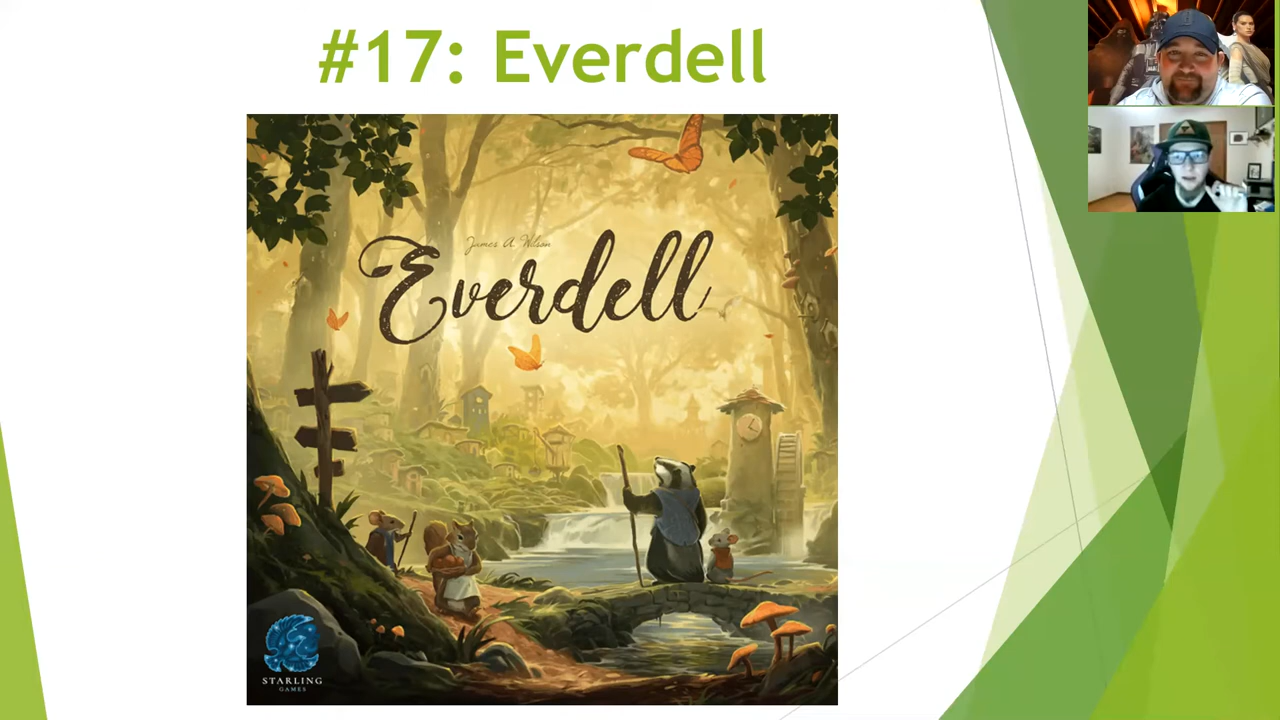 #17: Everdell
James A. Wilson
Everdell
STARLING
GAMES